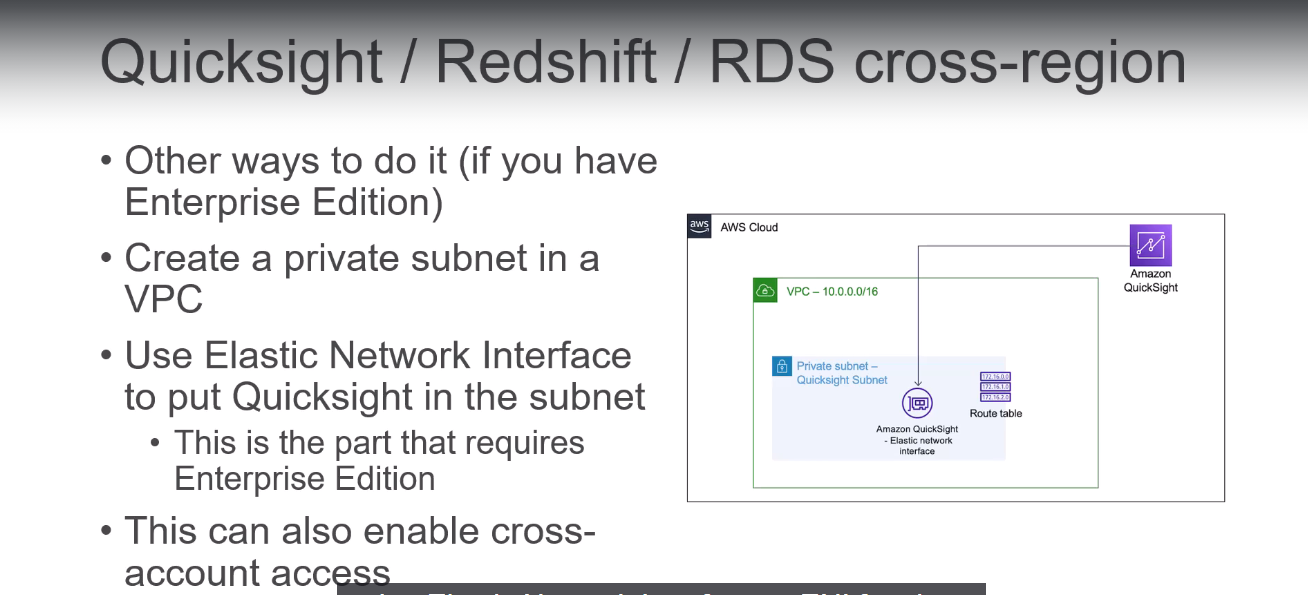 Quicksight / Redshift / RDS cross-region
• Other ways to do it (if you have
Enterprise Edition)
• Create a private subnet in a
VPC
• Use Elastic Network Interface
to put Quicksight in the subnet
• This is the part that requires
Enterprise Edition
• This can also enable cross-
account access
aws
AWS Cloud
Amazon
QuickSight
VPC – 10.0.0.0/16
Private subnet –
Quicksight Subnet
172.16.0.0
172.16.1.0
172.16.2.0
Route table
Amazon QuickSight
- Elastic network
interface